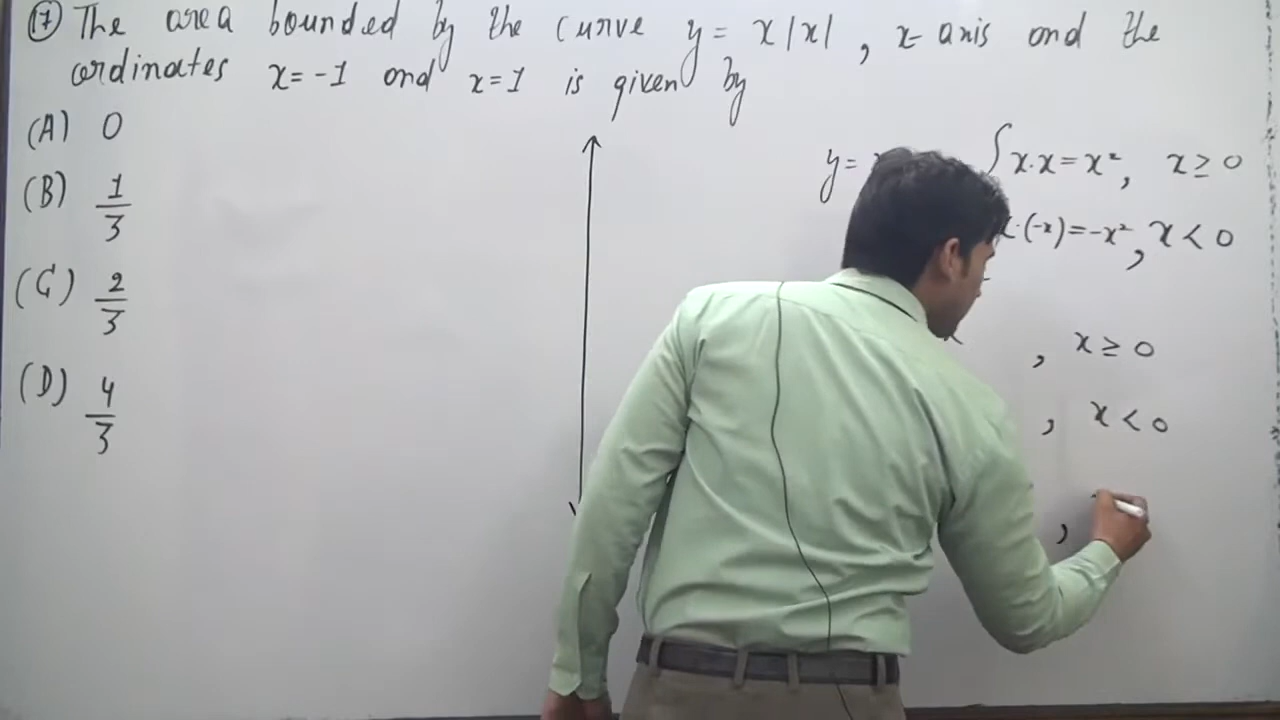 (17) The area bounded by the curve y = x|x|, x-axis and the
ordinates x=-1 and x=1 is given by
(A) 0
(B) 1/3
(C) 2/3
(D) 4/3
y=
x.x = x², x ≥ 0
x.(-x) = -x², x < 0
, x ≥ 0
, x < 0
,